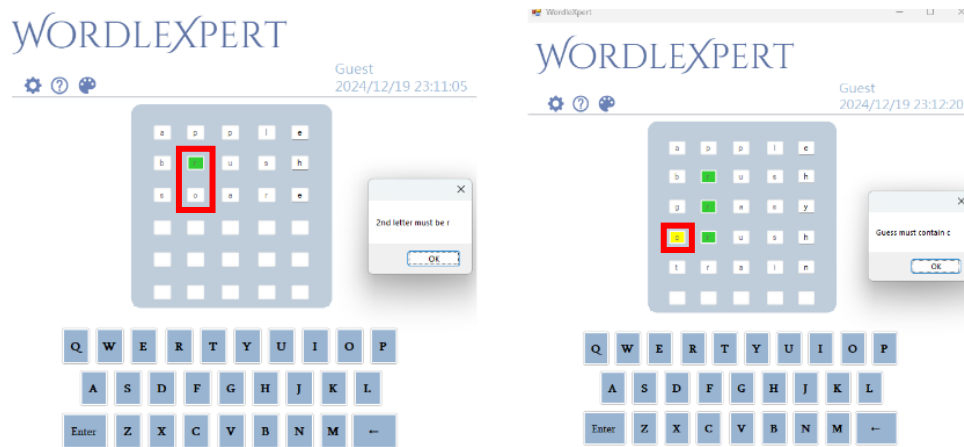 WordleXpert
WORDLEXPERT
Guest
2024/12/19 23:11:05
a p p l e
b r u s h
s o a r e
2nd letter must be r
OK
Q W E R T Y U I O P
A S D F G H J K L
Enter Z X C V B N M ←
WORDLEXPERT
Guest
2024/12/19 23:12:20
a p p l e
b r u s h
g r a s y
c r u s h
t r a i n
Guess must contain c
OK
Q W E R T Y U I O P
A S D F G H J K L
Enter Z X C V B N M ←